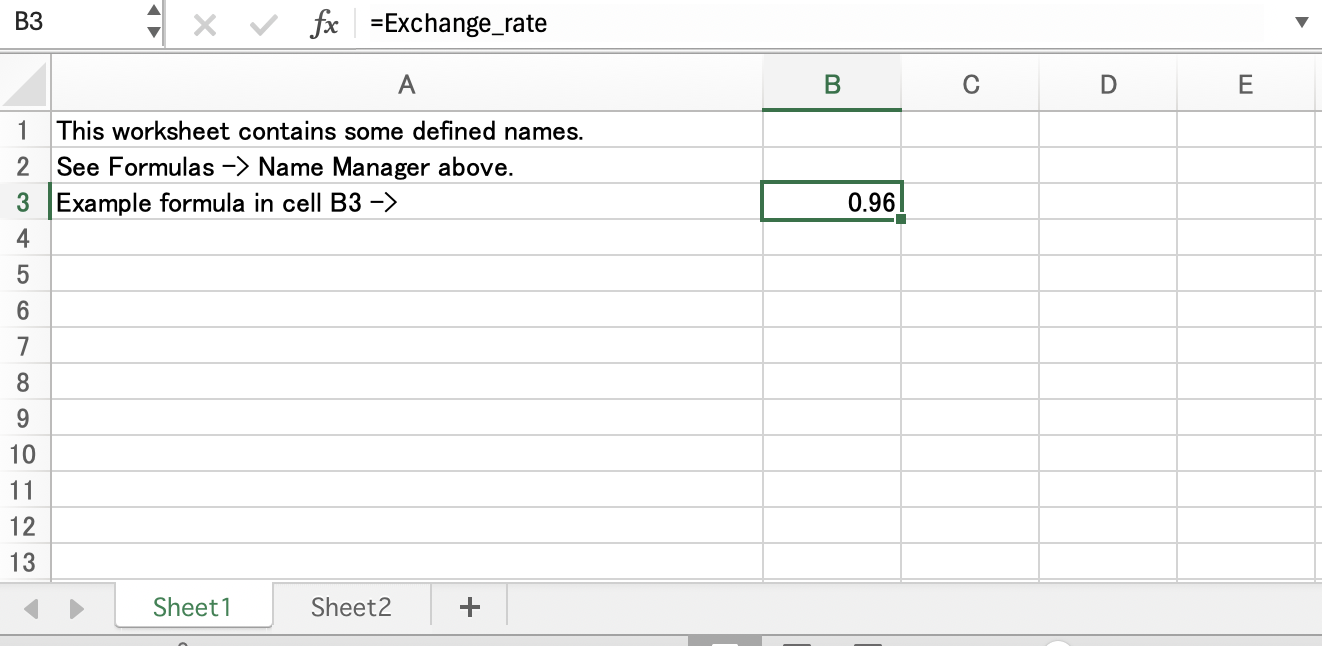 B3 fx =Exchange_rate
A B C D E
1 This worksheet contains some defined names.
2 See Formulas -> Name Manager above.
3 Example formula in cell B3 -> 0.96
4
5
6
7
8
9
10
11
12
13
Sheet1 Sheet2 +